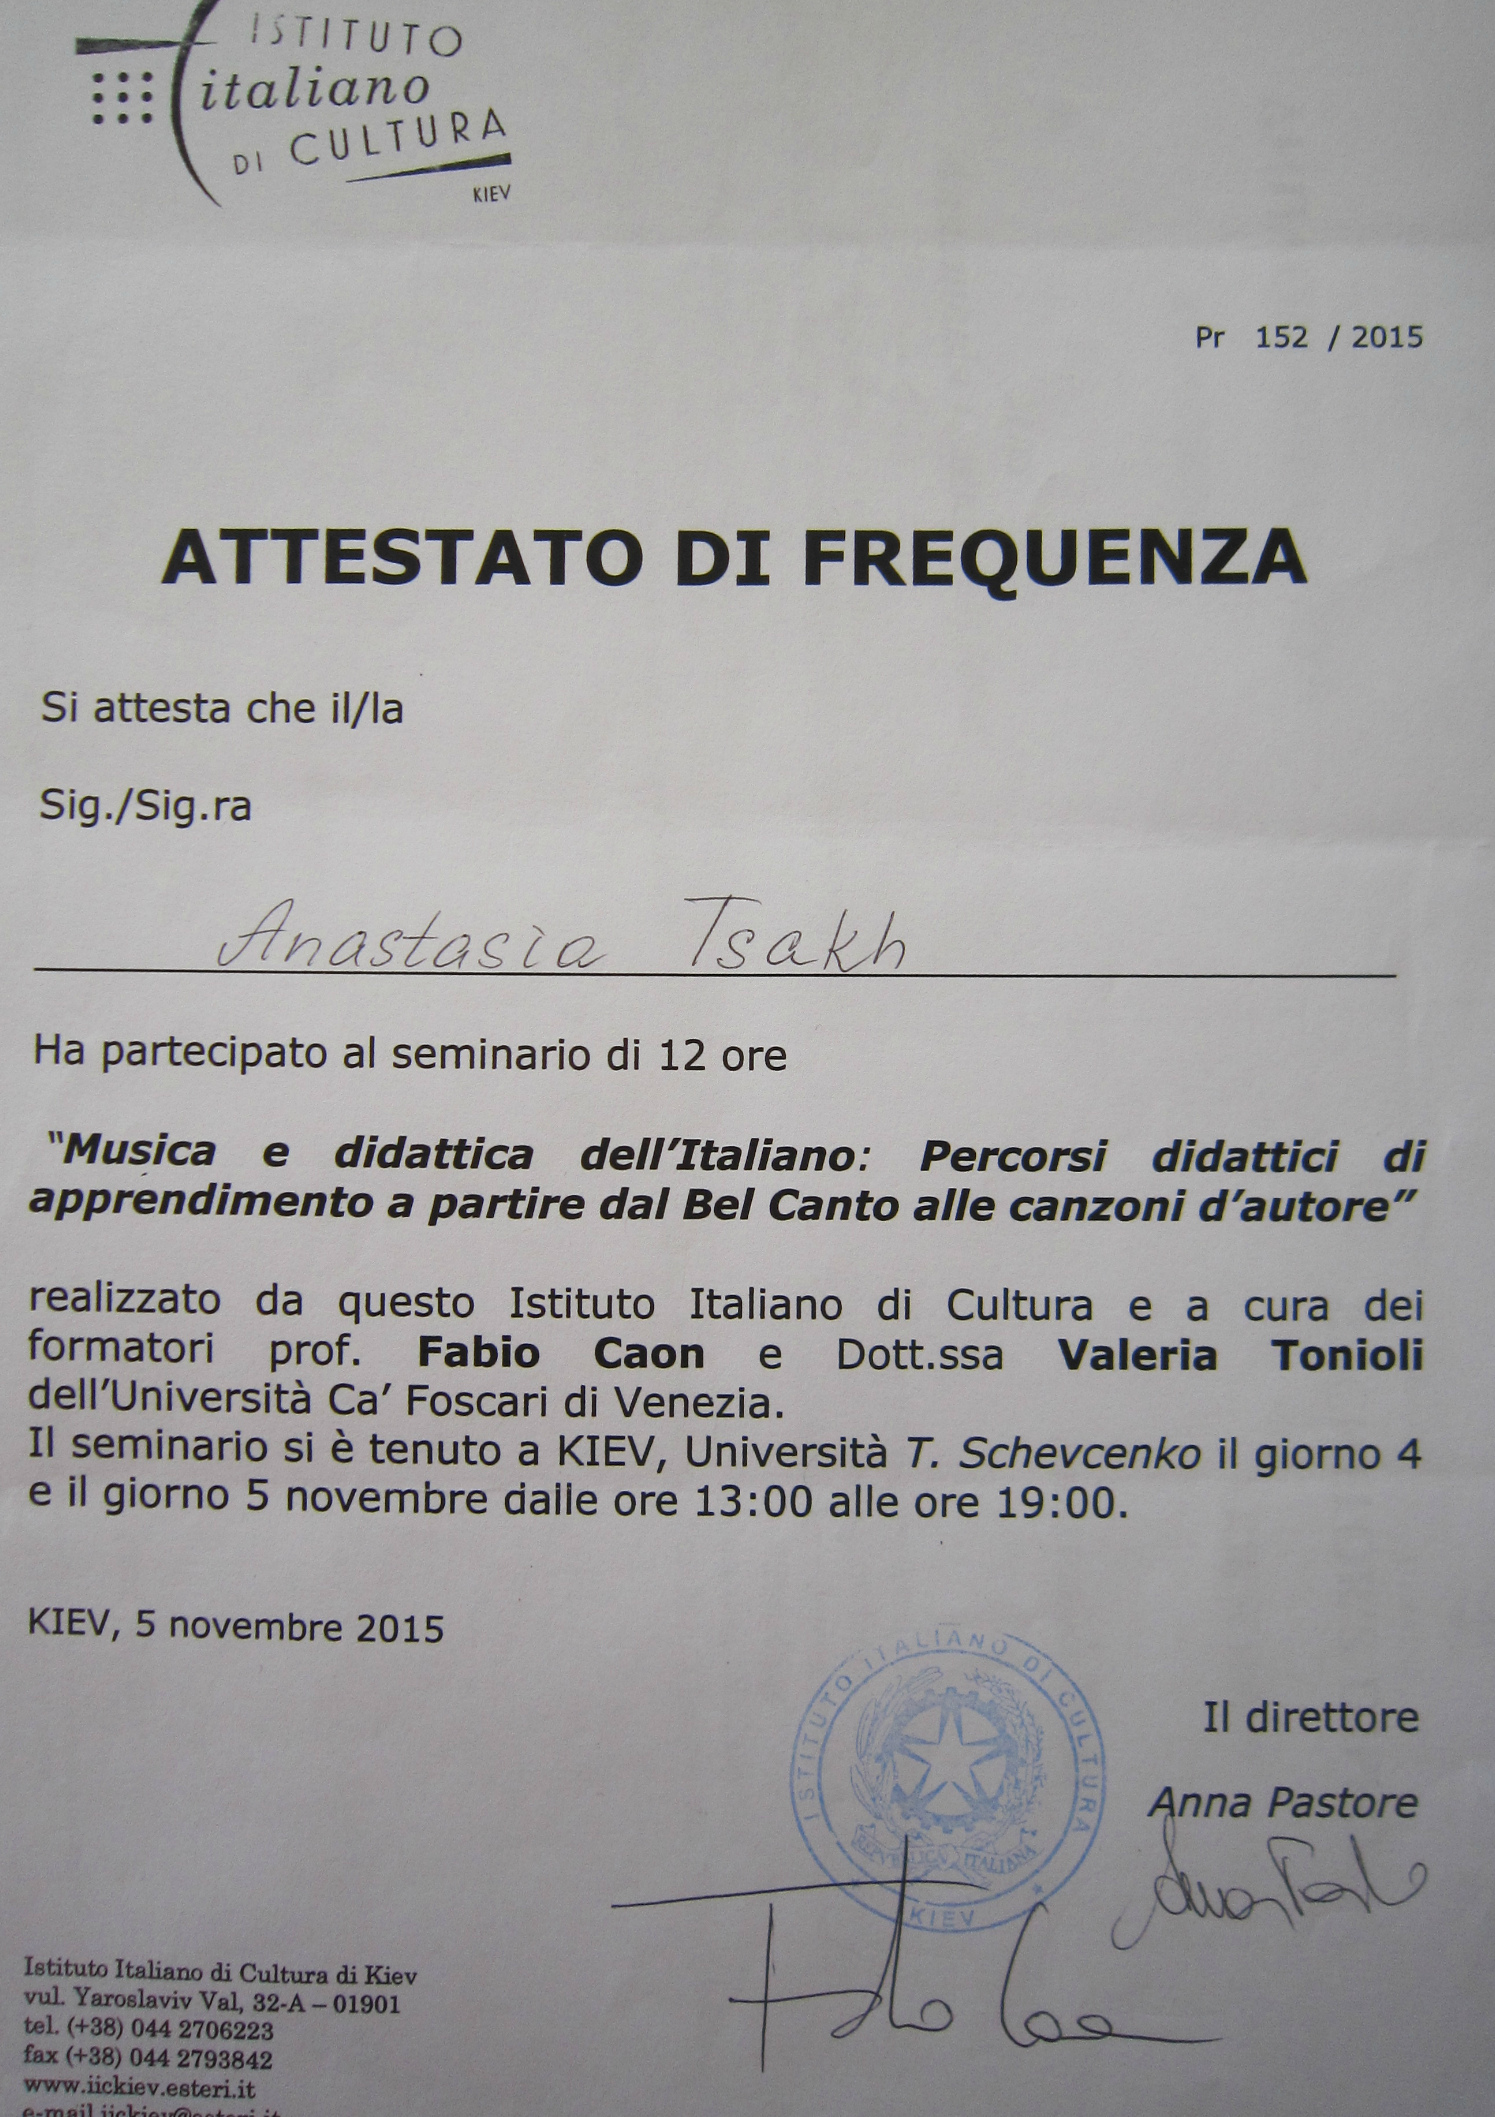 ISTITUTO
italiano
DI CULTURA
KIEV
Pr 152 / 2015
ATTESTATO DI FREQUENZA
Si attesta che il/la
Sig./Sig.ra
Anastasia Tsakh
Ha partecipato al seminario di 12 ore
“Musica e didattica dell’Italiano: Percorsi didattici di
apprendimento a partire dal Bel Canto alle canzoni d’autore”
realizzato da questo Istituto Italiano di Cultura e a cura dei
formatori prof. Fabio Caon e Dott.ssa Valeria Tonioli
dell’Università Ca’ Foscari di Venezia.
Il seminario si è tenuto a KIEV, Università T. Schevcenko il giorno 4
e il giorno 5 novembre dalle ore 13:00 alle ore 19:00.
KIEV, 5 novembre 2015
ISTITUTO ITALIANO DI CULTURA
REPVBBLICA ITALIANA
KIEV
Il direttore
Anna Pastore
Istituto Italiano di Cultura di Kiev
vul. Yaroslaviv Val, 32-A – 01901
tel. (+38) 044 2706223
fax (+38) 044 2793842
www.iickiev.esteri.it
e-mail iickiev@esteri.it